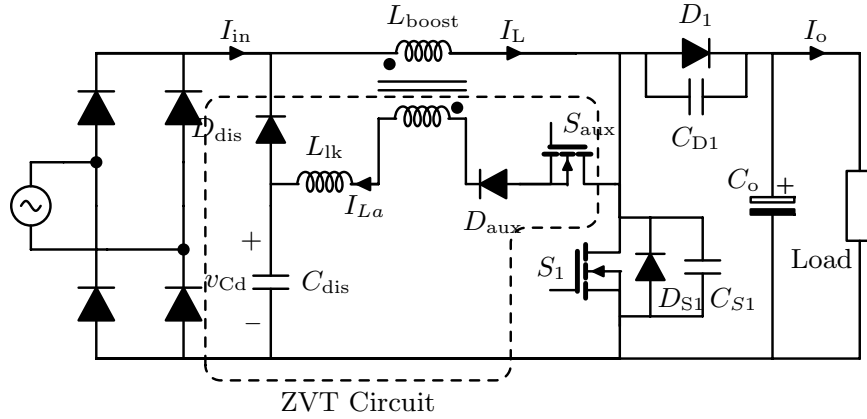 L_boost
D_1
I_in
I_L
I_o
D_dis
S_aux
C_D1
L_lk
C_o
+
I_La
D_aux
+
S_1
Load
v_Cd
C_dis
D_S1
C_S1
−
ZVT Circuit